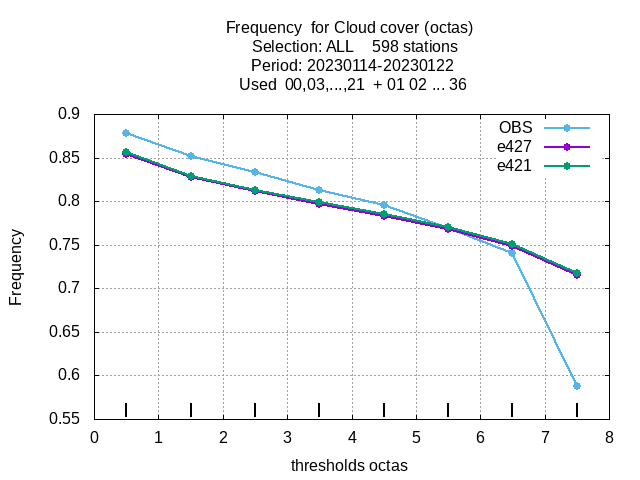 Frequency  for Cloud cover (octas)
Selection: ALL    598 stations
Period: 20230114-20230122
Used  00,03,...,21  + 01 02 ... 36
OBS
e427
e421
0.9
0.85
0.8
0.75
0.7
0.65
0.6
0.55
Frequency
0 1 2 3 4 5 6 7 8
thresholds octas